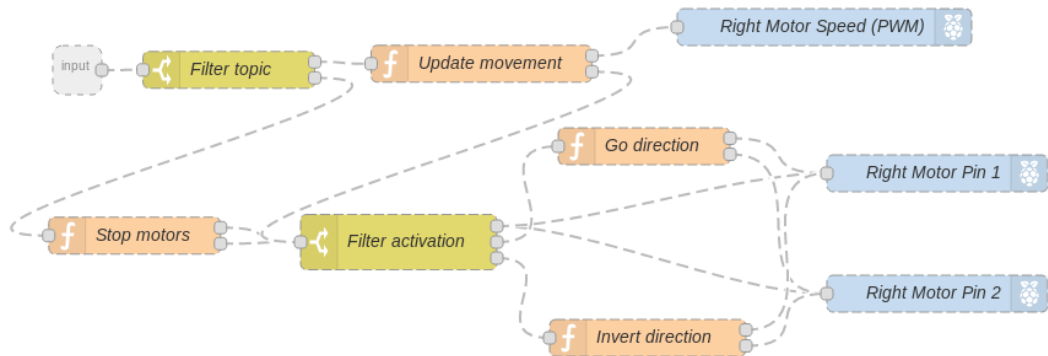 Right Motor Speed (PWM)
input
Filter topic
Update movement
Go direction
Right Motor Pin 1
Stop motors
Filter activation
Right Motor Pin 2
Invert direction